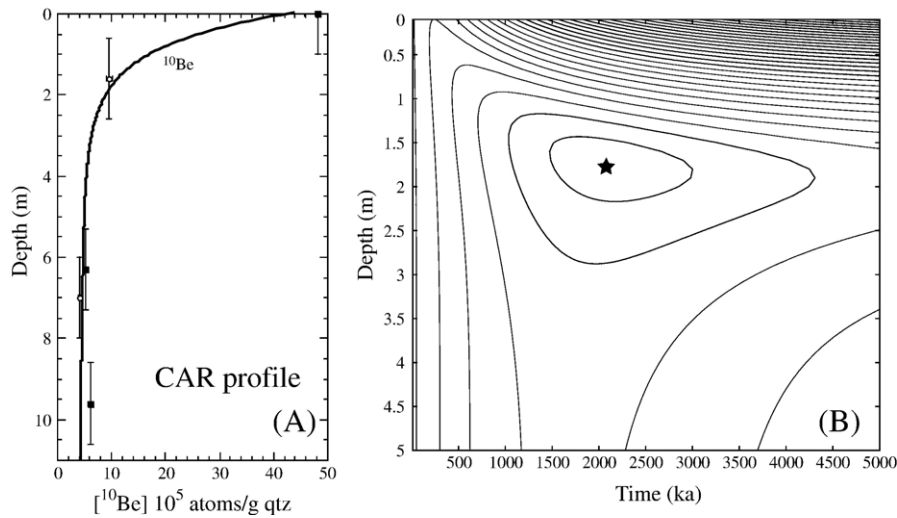 0
2
4
6
8
10
Depth (m)
10Be
CAR profile
(A)
0 10 20 30 40 50
[10Be] 10^5 atoms/g qtz
0
0.5
1
1.5
2
2.5
3
3.5
4
4.5
5
Depth (m)
(B)
500 1000 1500 2000 2500 3000 3500 4000 4500 5000
Time (ka)